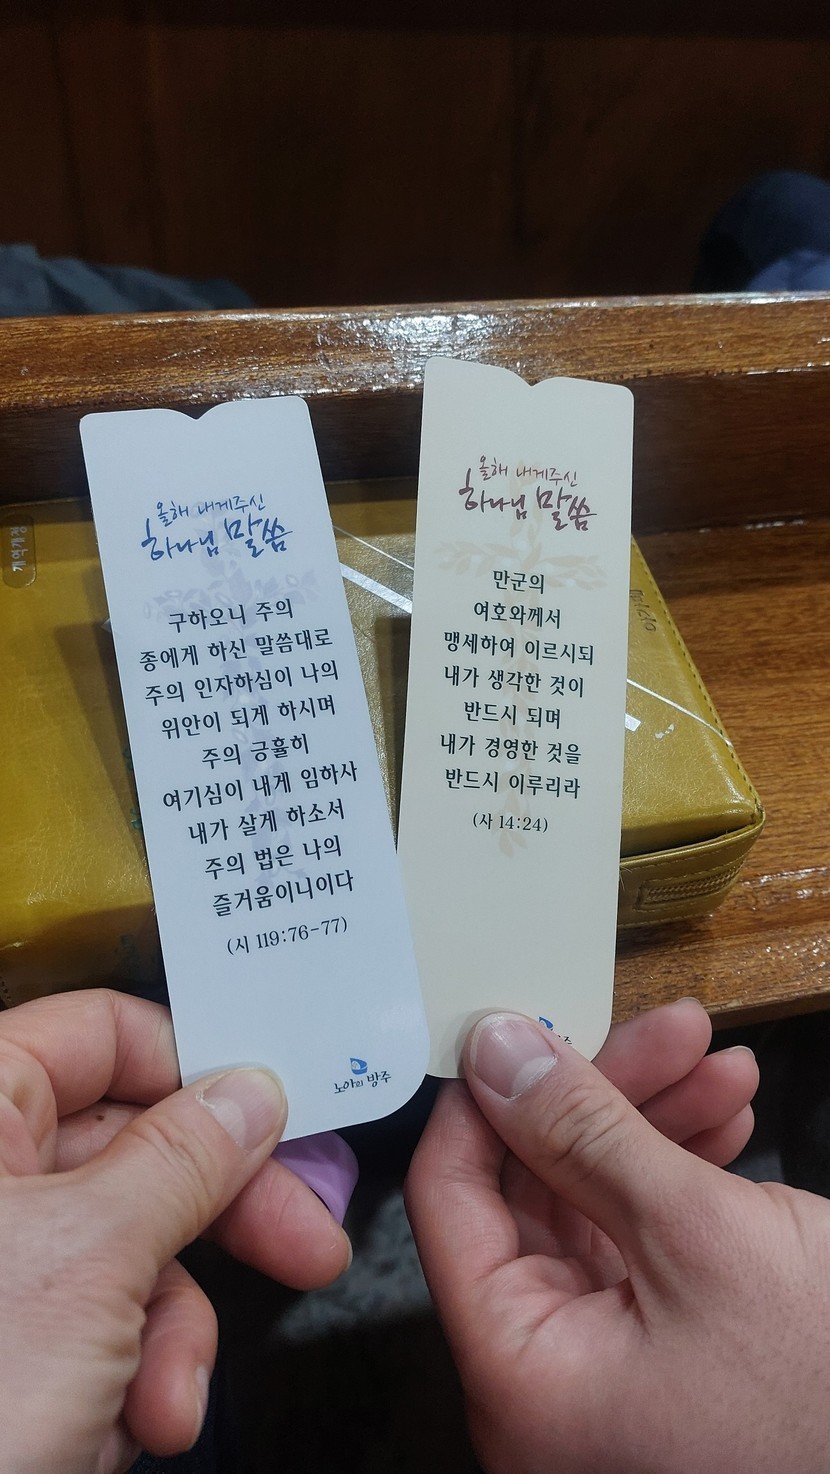 올해 내게주신
하나님 말씀
구하오니 주의
종에게 하신 말씀대로
주의 인자하심이 나의
위안이 되게 하시며
주의 긍휼히
여기심이 내게 임하사
내가 살게 하소서
주의 법은 나의
즐거움이니이다
(시 119:76-77)
노아의 방주
올해 내게주신
하나님 말씀
만군의
여호와께서
맹세하여 이르시되
내가 생각한 것이
반드시 되며
내가 경영한 것을
반드시 이루리라
(사 14:24)
개역개정